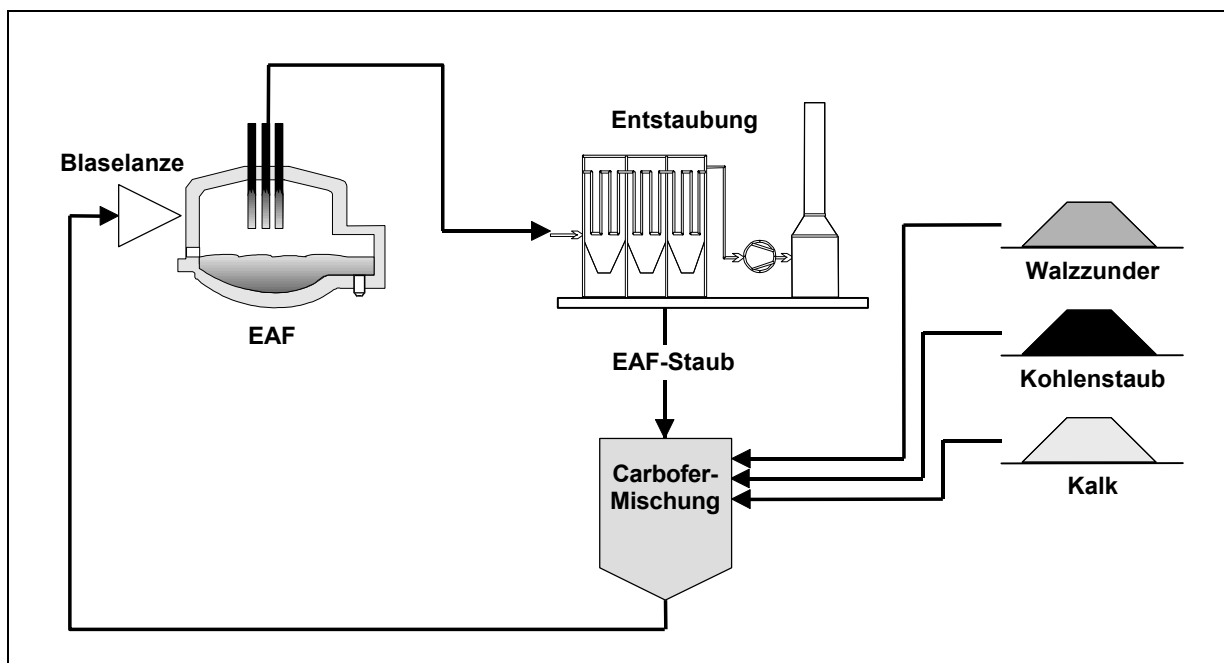 Entstaubung
Blaselanze
Walzzunder
EAF
EAF-Staub
Kohlenstaub
Carbofer-
Mischung
Kalk